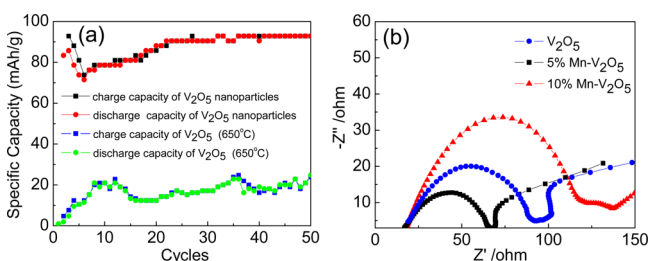 (a)
Specific Capacity (mAh/g)
100
80
60
40
20
0
0 10 20 30 40 50
Cycles
charge capacity of V₂O₅ nanoparticles
discharge capacity of V₂O₅ nanoparticles
charge capacity of V₂O₅ (650°C)
discharge capacity of V₂O₅ (650°C)
(b)
-Z'' /ohm
60
50
40
30
20
10
0 50 100 150
Z' /ohm
V₂O₅
5% Mn-V₂O₅
10% Mn-V₂O₅